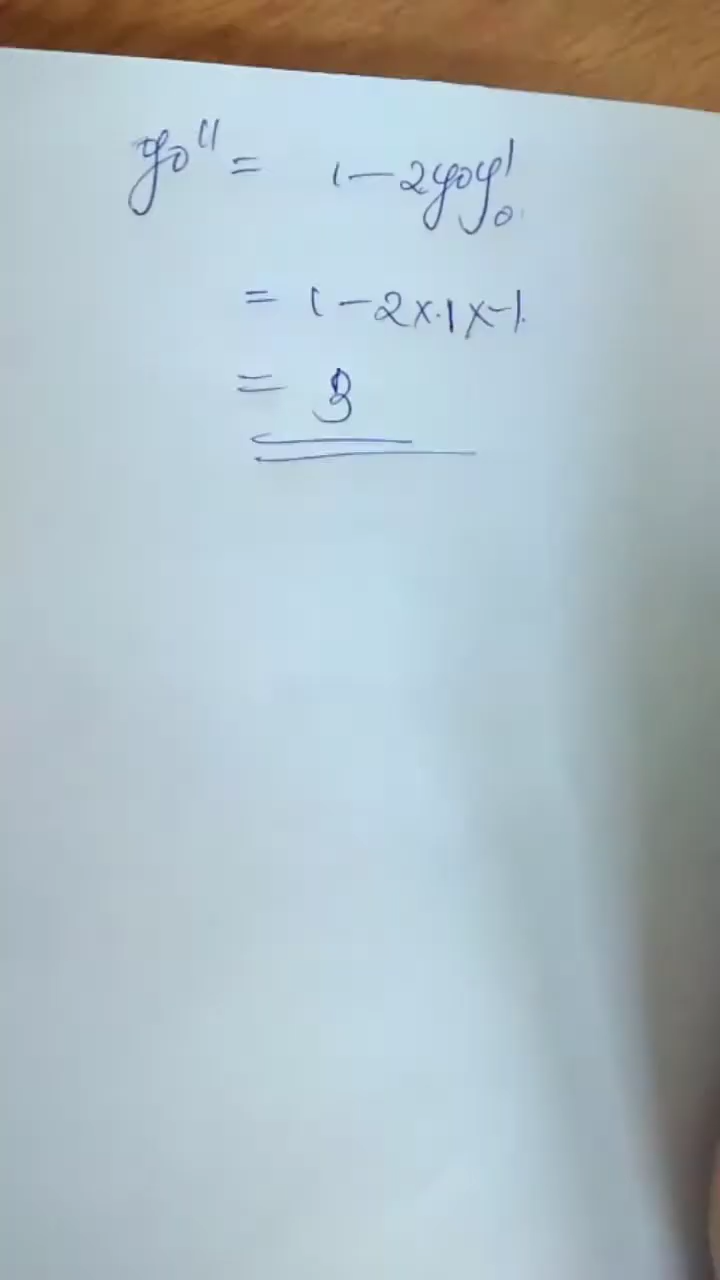 y₀'' = 1 - 2y₀y₀'
= 1 - 2 x 1 x -1
= 3